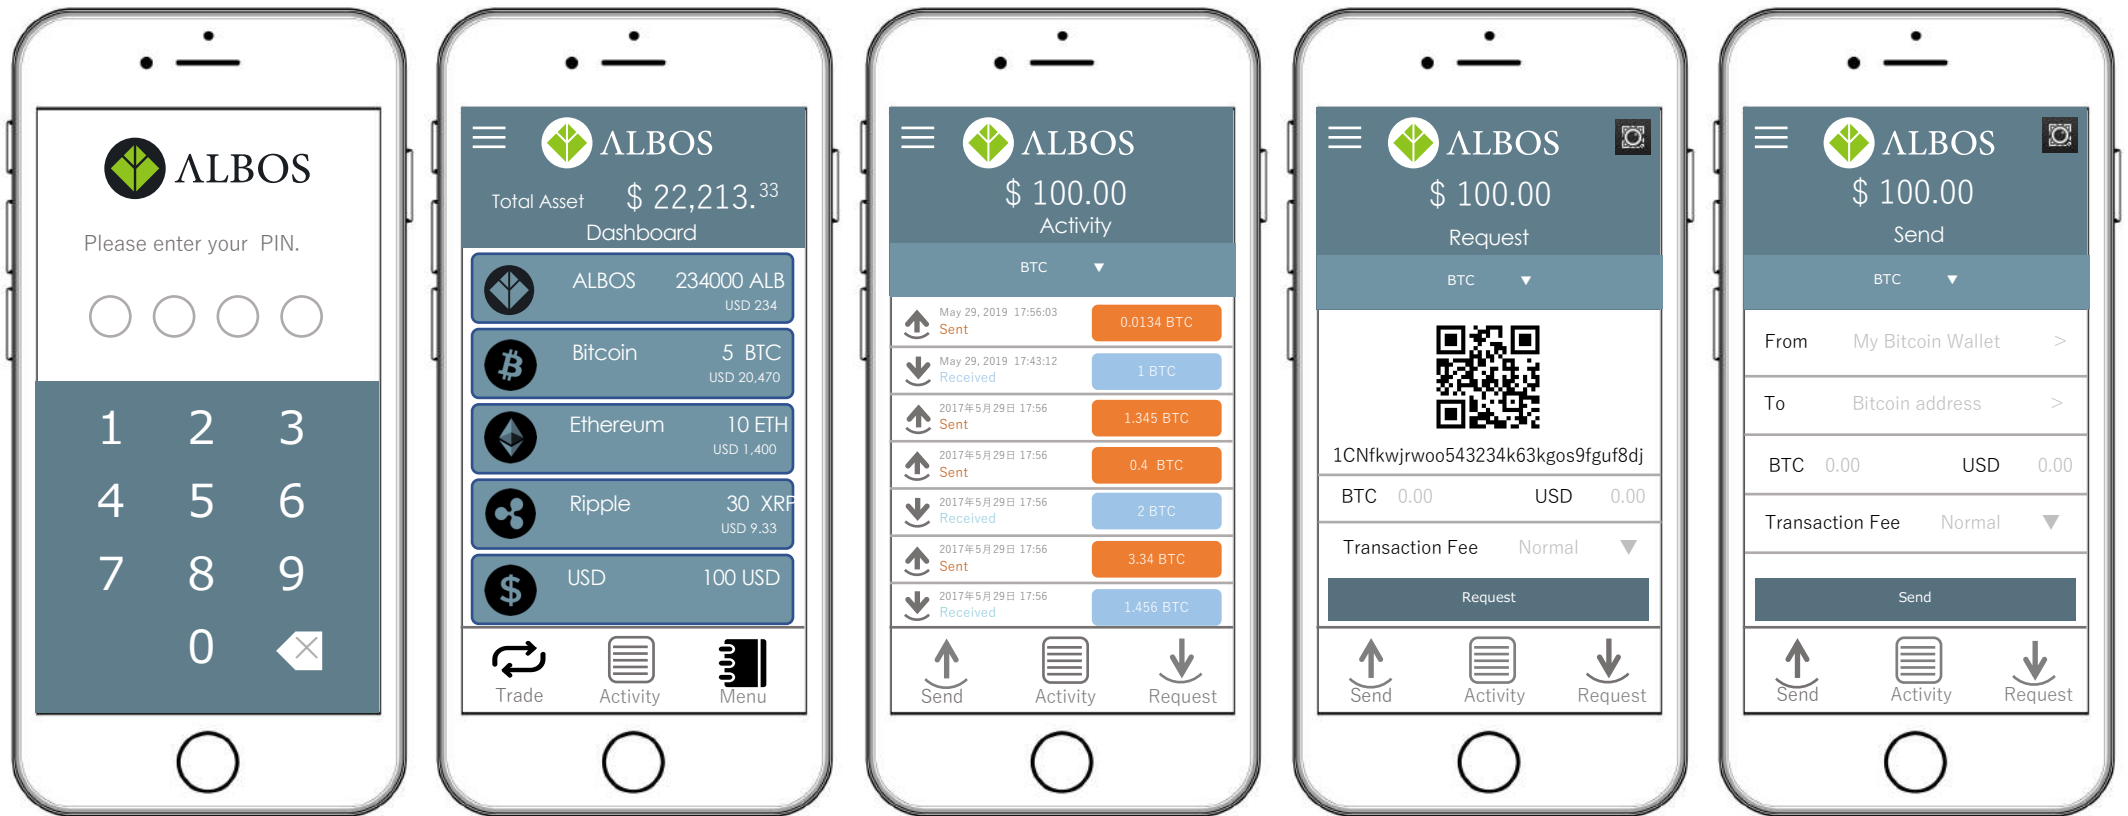 ALBOS
Please enter your PIN.
1 2 3
4 5 6
7 8 9
0
ALBOS
Total Asset $ 22,213.33
Dashboard
ALBOS 234000 ALB
USD 234
Bitcoin 5 BTC
USD 20,470
Ethereum 10 ETH
USD 1,400
Ripple 30 XRP
USD 9.33
USD 100 USD
Trade Activity Menu
ALBOS
$ 100.00
Activity
BTC ▼
May 29, 2019 17:56:03
Sent 0.0134 BTC
May 29, 2019 17:43:12
Received 1 BTC
2017年5月29日 17:56
Sent 1.345 BTC
2017年5月29日 17:56
Sent 0.4 BTC
2017年5月29日 17:56
Received 2 BTC
2017年5月29日 17:56
Sent 3.34 BTC
2017年5月29日 17:56
Received 1.456 BTC
Send Activity Request
ALBOS
$ 100.00
Request
BTC ▼
1CNfkwjrwoo543234k63kgos9fguf8dj
BTC 0.00 USD 0.00
Transaction Fee Normal ▼
Request
Send Activity Request
ALBOS
$ 100.00
Send
BTC ▼
From My Bitcoin Wallet >
To Bitcoin address >
BTC 0.00 USD 0.00
Transaction Fee Normal ▼
Send
Send Activity Request